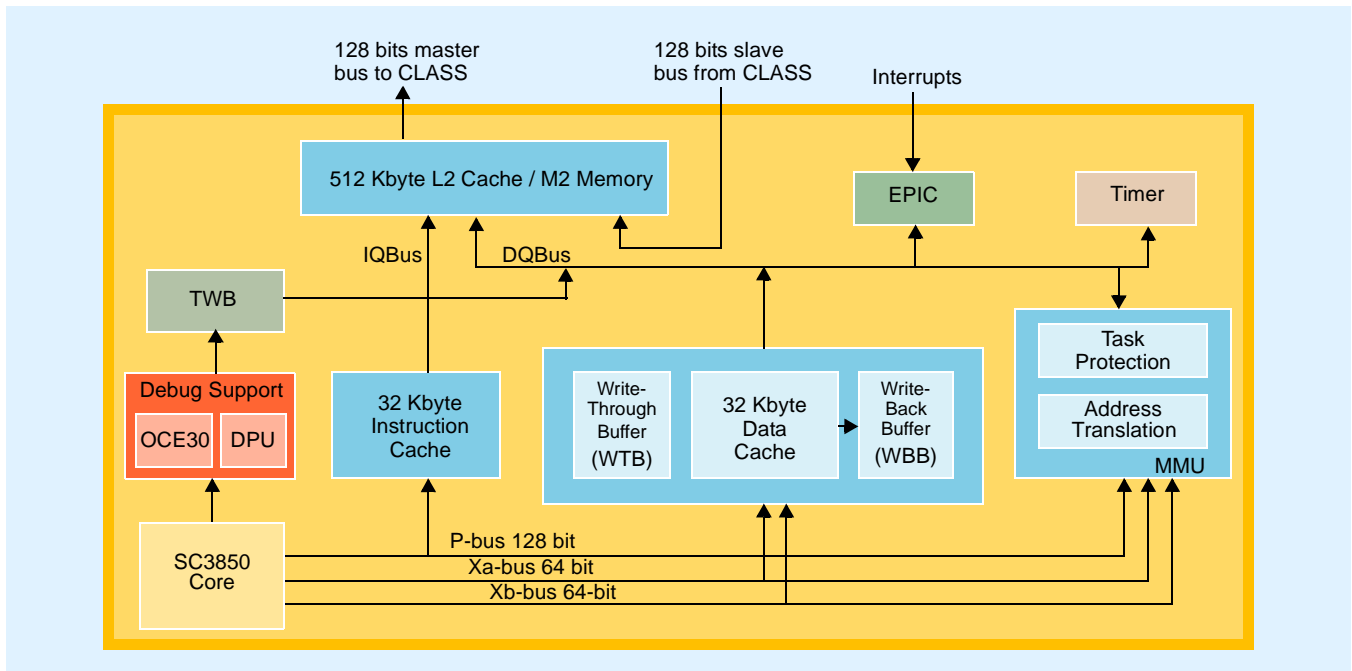 128 bits master
bus to CLASS
128 bits slave
bus from CLASS
Interrupts
512 Kbyte L2 Cache / M2 Memory
EPIC
Timer
IQBus
DQBus
TWB
Task
Protection
Address
Translation
MMU
Debug Support
OCE30
DPU
32 Kbyte
Instruction
Cache
Write-
Through
Buffer
(WTB)
32 Kbyte
Data
Cache
Write-
Back
Buffer
(WBB)
SC3850
Core
P-bus 128 bit
Xa-bus 64 bit
Xb-bus 64-bit